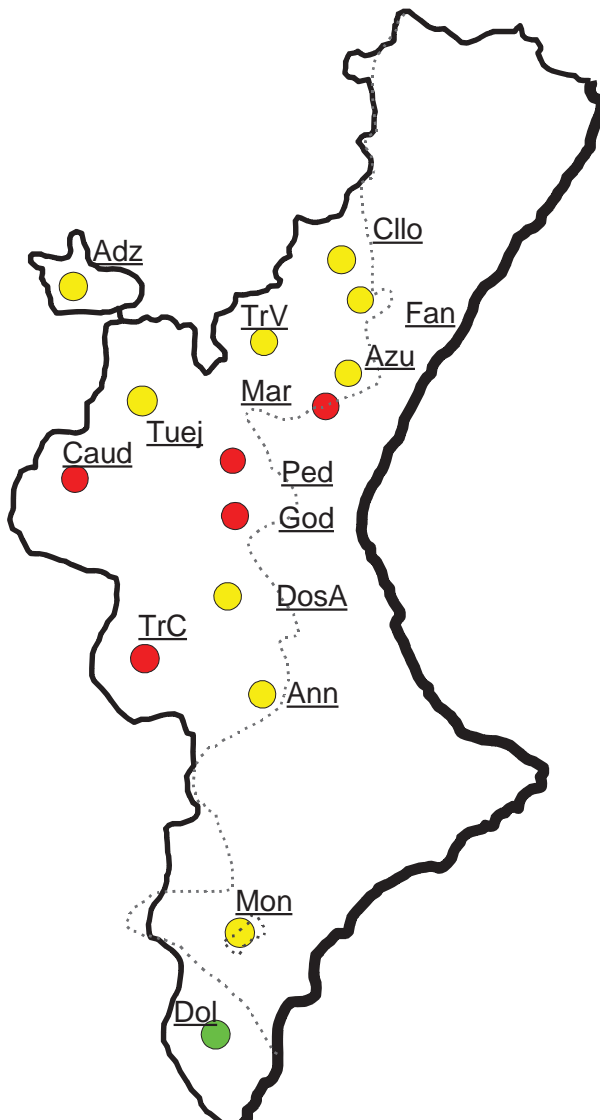 Cllo
Adz
Fan
TrV
Azu
Mar
Tuej
Caud
Ped
God
DosA
TrC
Ann
Mon
Dol